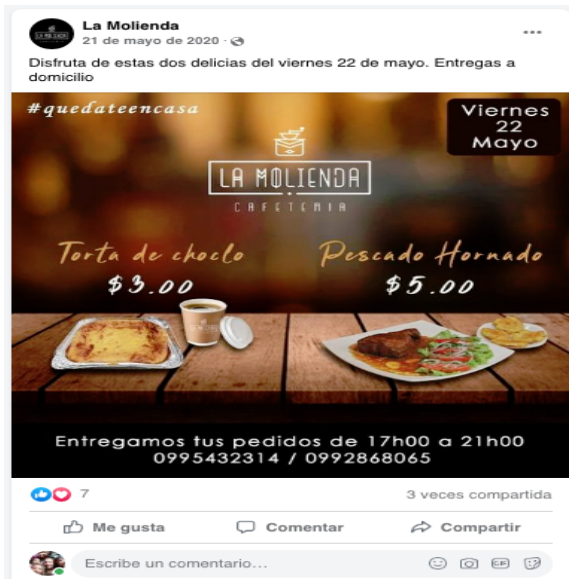 La Molienda
21 de mayo de 2020
Disfruta de estas dos delicias del viernes 22 de mayo. Entregas a
domicilio
#quedateencasa
Viernes
22
Mayo
LA MOLIENDA
CAFETERIA
Torta de choclo
$3.00
Pescado Hornado
$5.00
Entregamos tus pedidos de 17h00 a 21h00
0995432314 / 0992868065
7
3 veces compartida
Me gusta
Comentar
Compartir
Escribe un comentario...
GIF